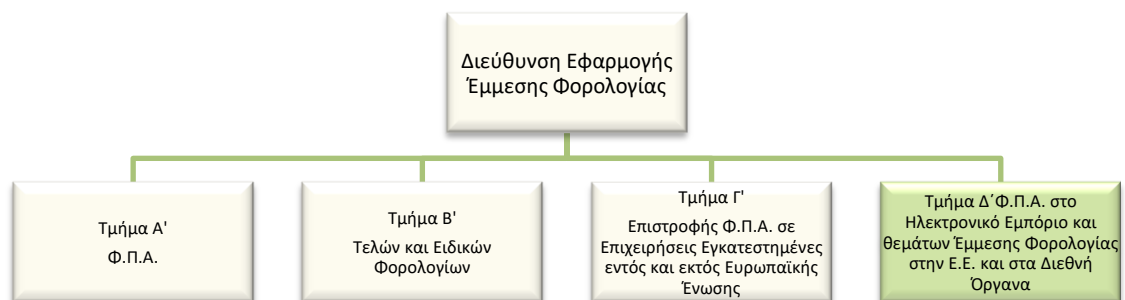 Διεύθυνση Εφαρμογής
Έμμεσης Φορολογίας
Τμήμα Α'
Φ.Π.Α.
Τμήμα Β'
Τελών και Ειδικών
Φορολογίων
Τμήμα Γ'
Επιστροφής Φ.Π.Α. σε
Επιχειρήσεις Εγκατεστημένες
εντός και εκτός Ευρωπαϊκής
Ένωσης
Τμήμα Δ΄Φ.Π.Α. στο
Ηλεκτρονικό Εμπόριο και
θεμάτων Έμμεσης Φορολογίας
στην Ε.Ε. και στα Διεθνή
Όργανα